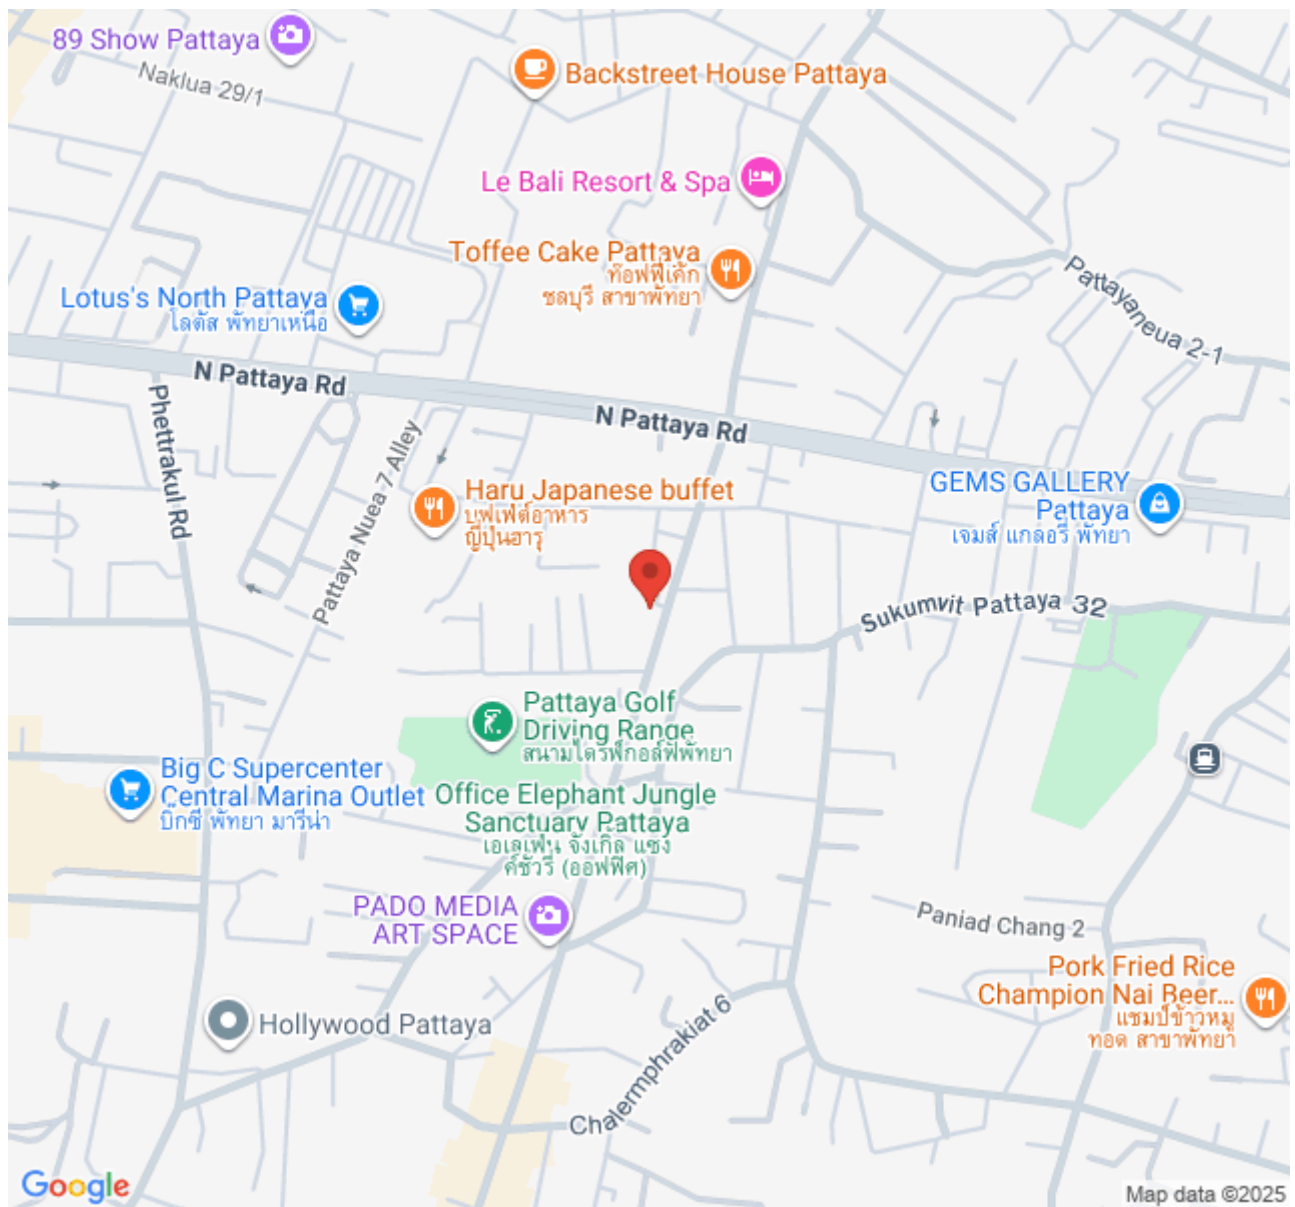 89 Show Pattaya
Naklua 29/1
Backstreet House Pattaya
Le Bali Resort & Spa
Toffee Cake Pattaya
ท๊อฟฟี่เค้ก
ชลบุรี สาขาพัทยา
Pattayaneua 2-1
Lotus's North Pattaya
โลตัส พัทยาเหนือ
N Pattaya Rd
N Pattaya Rd
Phettrakul Rd
Pattaya Nuea 7 Alley
Haru Japanese buffet
บุฟเฟ่ต์อาหาร
ญี่ปุ่นฮารุ
GEMS GALLERY
Pattaya
เจมส์ แกลอรี่ พัทยา
Sukumvit Pattaya 32
Pattaya Golf
Driving Range
สนามไดร์ฟกอล์ฟพัทยา
Big C Supercenter
Central Marina Outlet
บิ๊กซี พัทยา มารีน่า
Office Elephant Jungle
Sanctuary Pattaya
เอเลเฟ่น จังเกิ้ล แซง
ค์ชัวรี่ (ออฟฟิศ)
PADO MEDIA
ART SPACE
Paniad Chang 2
Pork Fried Rice
Champion Nai Beer...
แชมป์ข้าวหมู
ทอด สาขาพัทยา
Hollywood Pattaya
Chalermphrakiat 6
Google
Map data ©2025